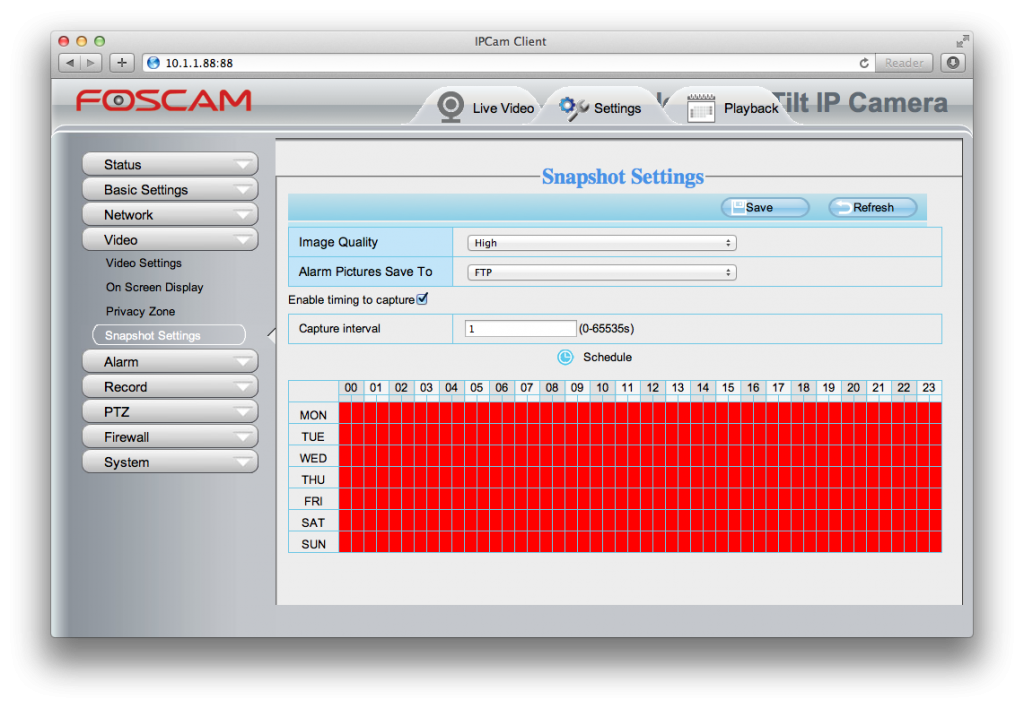 IPCam Client
10.1.1.88:88
Reader
FOSCAM
Live Video
Settings
Playback
Tilt IP Camera
Status
Basic Settings
Network
Video
Video Settings
On Screen Display
Privacy Zone
Snapshot Settings
Alarm
Record
PTZ
Firewall
System
Snapshot Settings
Save Refresh
Image Quality High
Alarm Pictures Save To FTP
Enable timing to capture
Capture interval 1 (0-65535s)
Schedule
00 01 02 03 04 05 06 07 08 09 10 11 12 13 14 15 16 17 18 19 20 21 22 23
MON
TUE
WED
THU
FRI
SAT
SUN